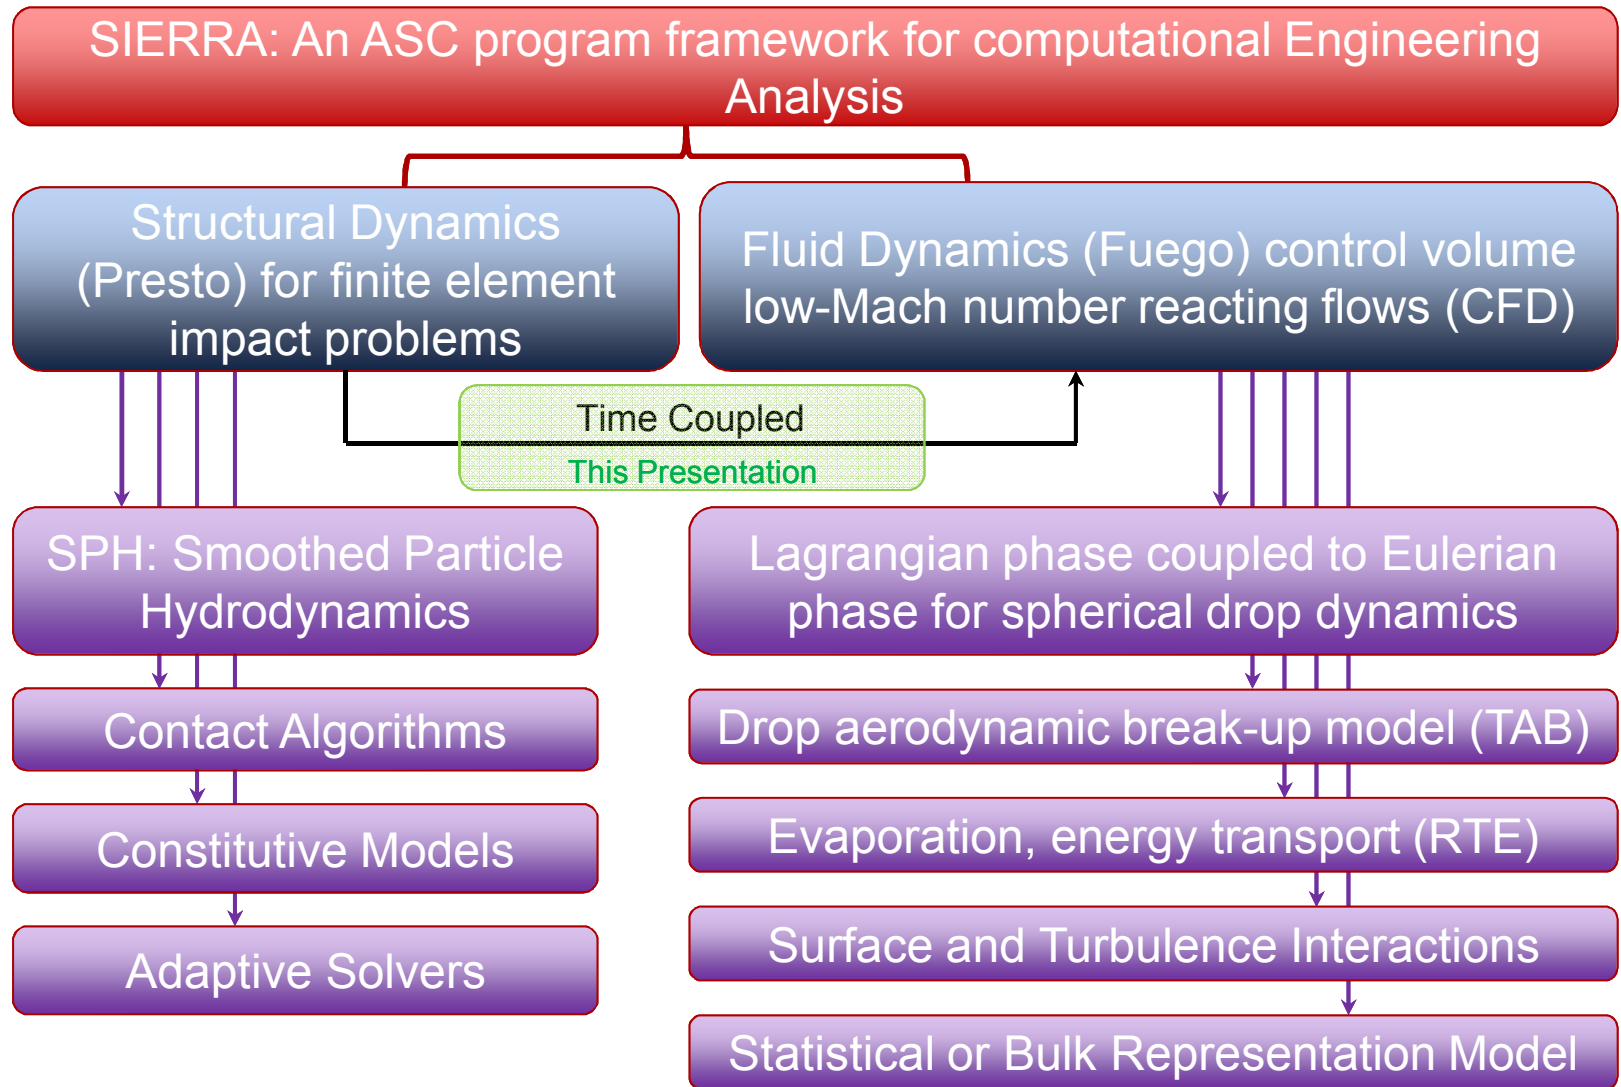 SIERRA: An ASC program framework for computational Engineering
Analysis
Structural Dynamics
(Presto) for finite element
impact problems
Fluid Dynamics (Fuego) control volume
low-Mach number reacting flows (CFD)
Time Coupled
This Presentation
SPH: Smoothed Particle
Hydrodynamics
Contact Algorithms
Constitutive Models
Adaptive Solvers
Lagrangian phase coupled to Eulerian
phase for spherical drop dynamics
Drop aerodynamic break-up model (TAB)
Evaporation, energy transport (RTE)
Surface and Turbulence Interactions
Statistical or Bulk Representation Model